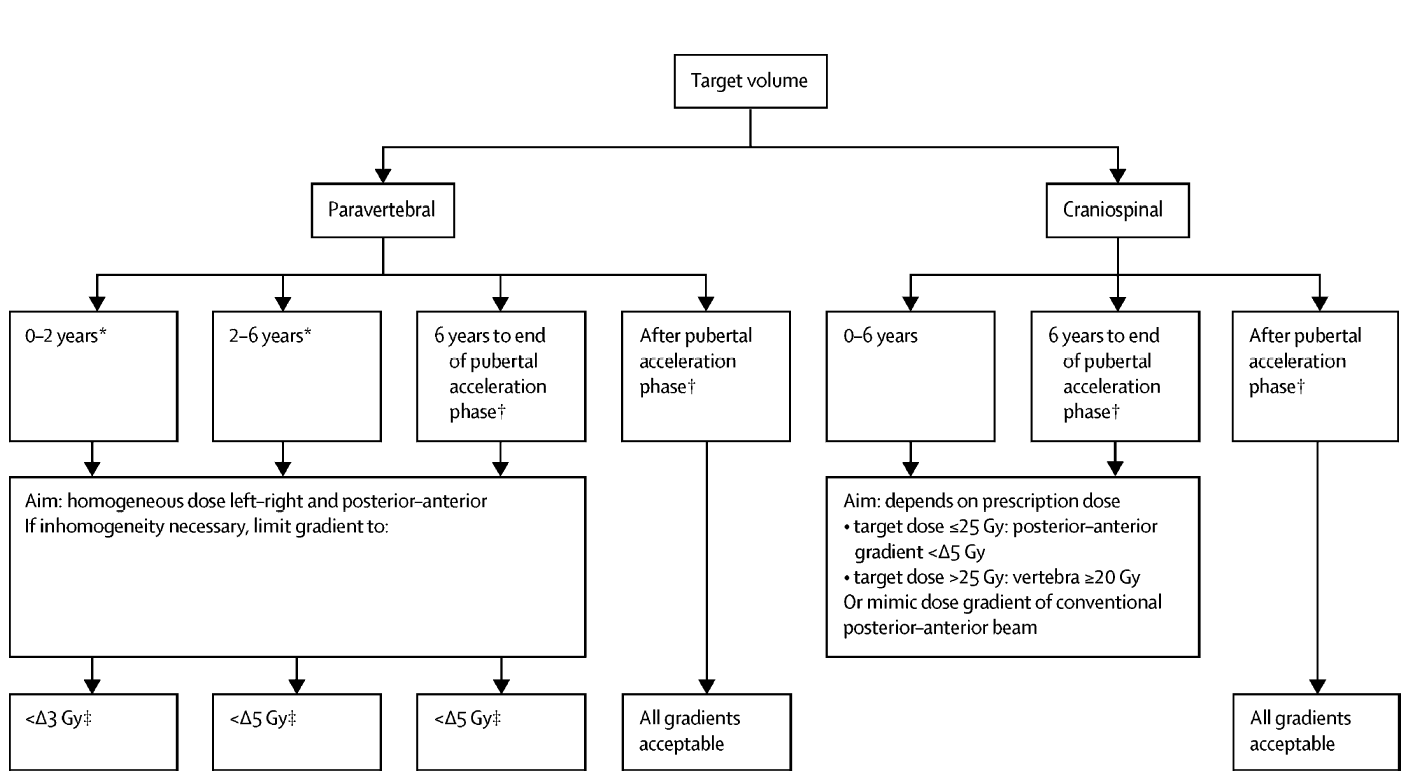 Target volume
Paravertebral
Craniospinal
0–2 years*
2–6 years*
6 years to end
of pubertal
acceleration
phase†
After pubertal
acceleration
phase†
0–6 years
6 years to end
of pubertal
acceleration
phase†
After pubertal
acceleration
phase†
Aim: homogeneous dose left–right and posterior–anterior
If inhomogeneity necessary, limit gradient to:
Aim: depends on prescription dose
• target dose ≤25 Gy: posterior–anterior
gradient <Δ5 Gy
• target dose >25 Gy: vertebra ≥20 Gy
Or mimic dose gradient of conventional
posterior–anterior beam
<Δ3 Gy‡
<Δ5 Gy‡
<Δ5 Gy‡
All gradients
acceptable
All gradients
acceptable